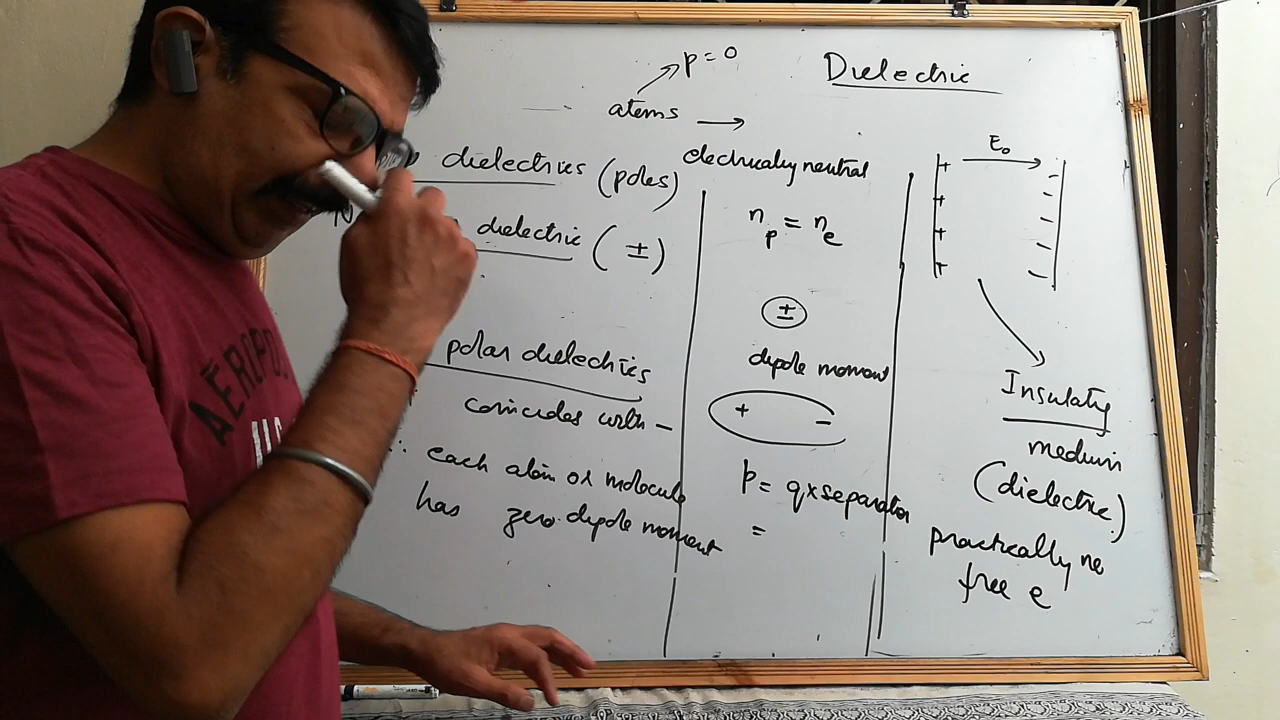 Dielectric
p = 0
atoms →
dielectrics (poles)
dielectric (±)
polar dielectrics
coincides with −
∴ each atom or molecule
has zero dipole moment
electrically neutral
n_p = n_e
±
dipole moment
+ −
p = q × separation
=
E₀
+ −
+ −
+ −
+ −
−
Insulating
medium
(dielectric)
practically no
free e
AÉROPO